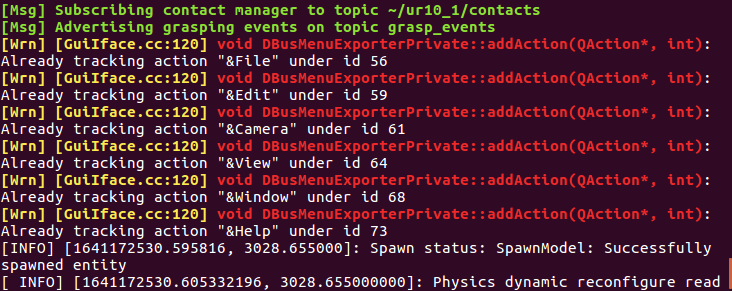 [Msg] Subscribing contact manager to topic ~/ur10_1/contacts
[Msg] Advertising grasping events on topic grasp_events
[Wrn] [GuiIface.cc:120] void DBusMenuExporterPrivate::addAction(QAction*, int):
Already tracking action "&File" under id 56
[Wrn] [GuiIface.cc:120] void DBusMenuExporterPrivate::addAction(QAction*, int):
Already tracking action "&Edit" under id 59
[Wrn] [GuiIface.cc:120] void DBusMenuExporterPrivate::addAction(QAction*, int):
Already tracking action "&Camera" under id 61
[Wrn] [GuiIface.cc:120] void DBusMenuExporterPrivate::addAction(QAction*, int):
Already tracking action "&View" under id 64
[Wrn] [GuiIface.cc:120] void DBusMenuExporterPrivate::addAction(QAction*, int):
Already tracking action "&Window" under id 68
[Wrn] [GuiIface.cc:120] void DBusMenuExporterPrivate::addAction(QAction*, int):
Already tracking action "&Help" under id 73
[INFO] [1641172530.595816, 3028.655000]: Spawn status: SpawnModel: Successfully
spawned entity
[ INFO] [1641172530.605332196, 3028.655000000]: Physics dynamic reconfigure read